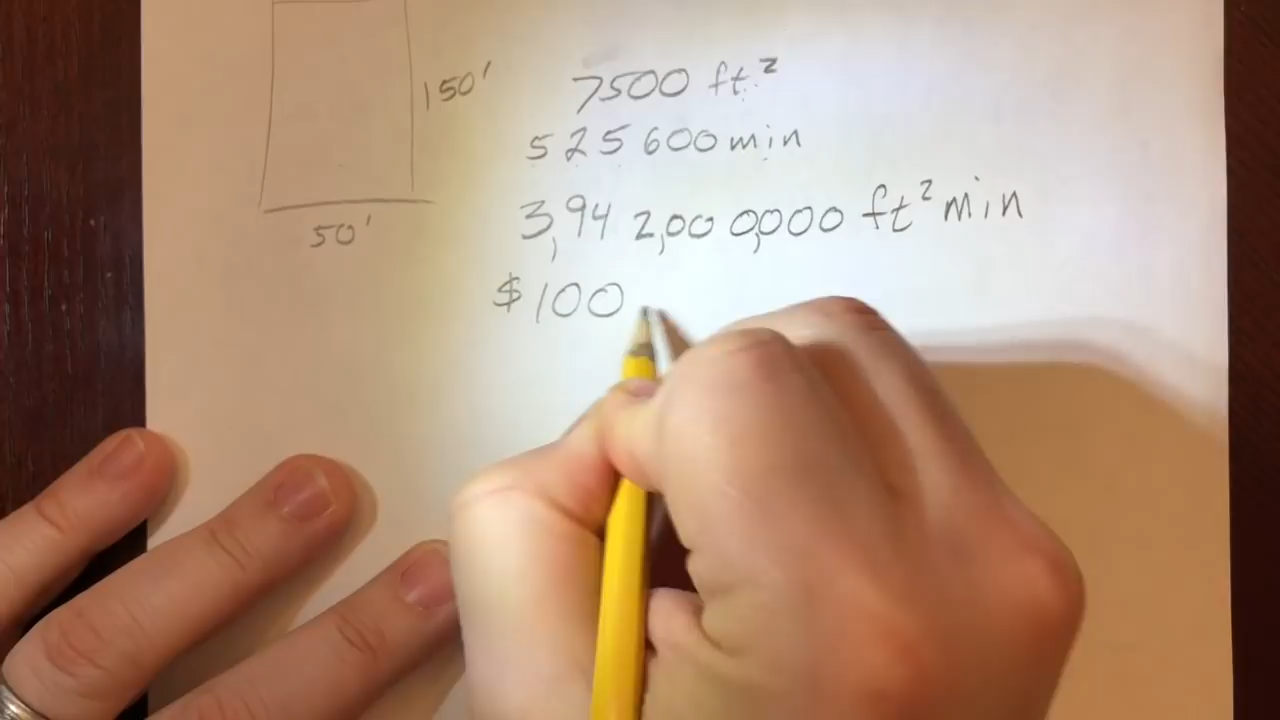 150'
50'
7500 ft²
525600 min
3,942,000,000 ft² min
$100